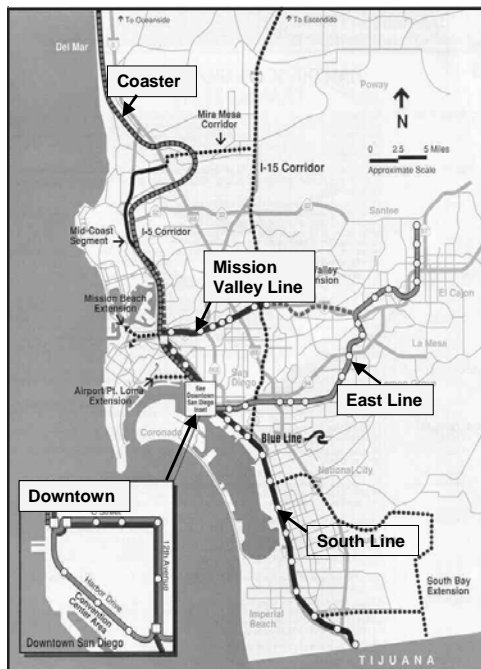 To Oceanside
To Escondido
Del Mar
Coaster
Poway
Mira Mesa
Corridor
N
I-15 Corridor
0 2.5 5 Miles
Approximate Scale
Santee
Mid-Coast
Segment
I-5 Corridor
Mission
Valley Line
Valley
Mission Beach
Extension
El Cajon
La Mesa
San
Diego
Airport/Pt. Loma
Extension
See
Downtown
San Diego
Inset
East Line
Coronado
Blue Line
National City
Downtown
C Street
12th Avenue
South Line
Harbor Drive
Convention
Center Area
Downtown San Diego
Imperial
Beach
South Bay
Extension
TIJUANA